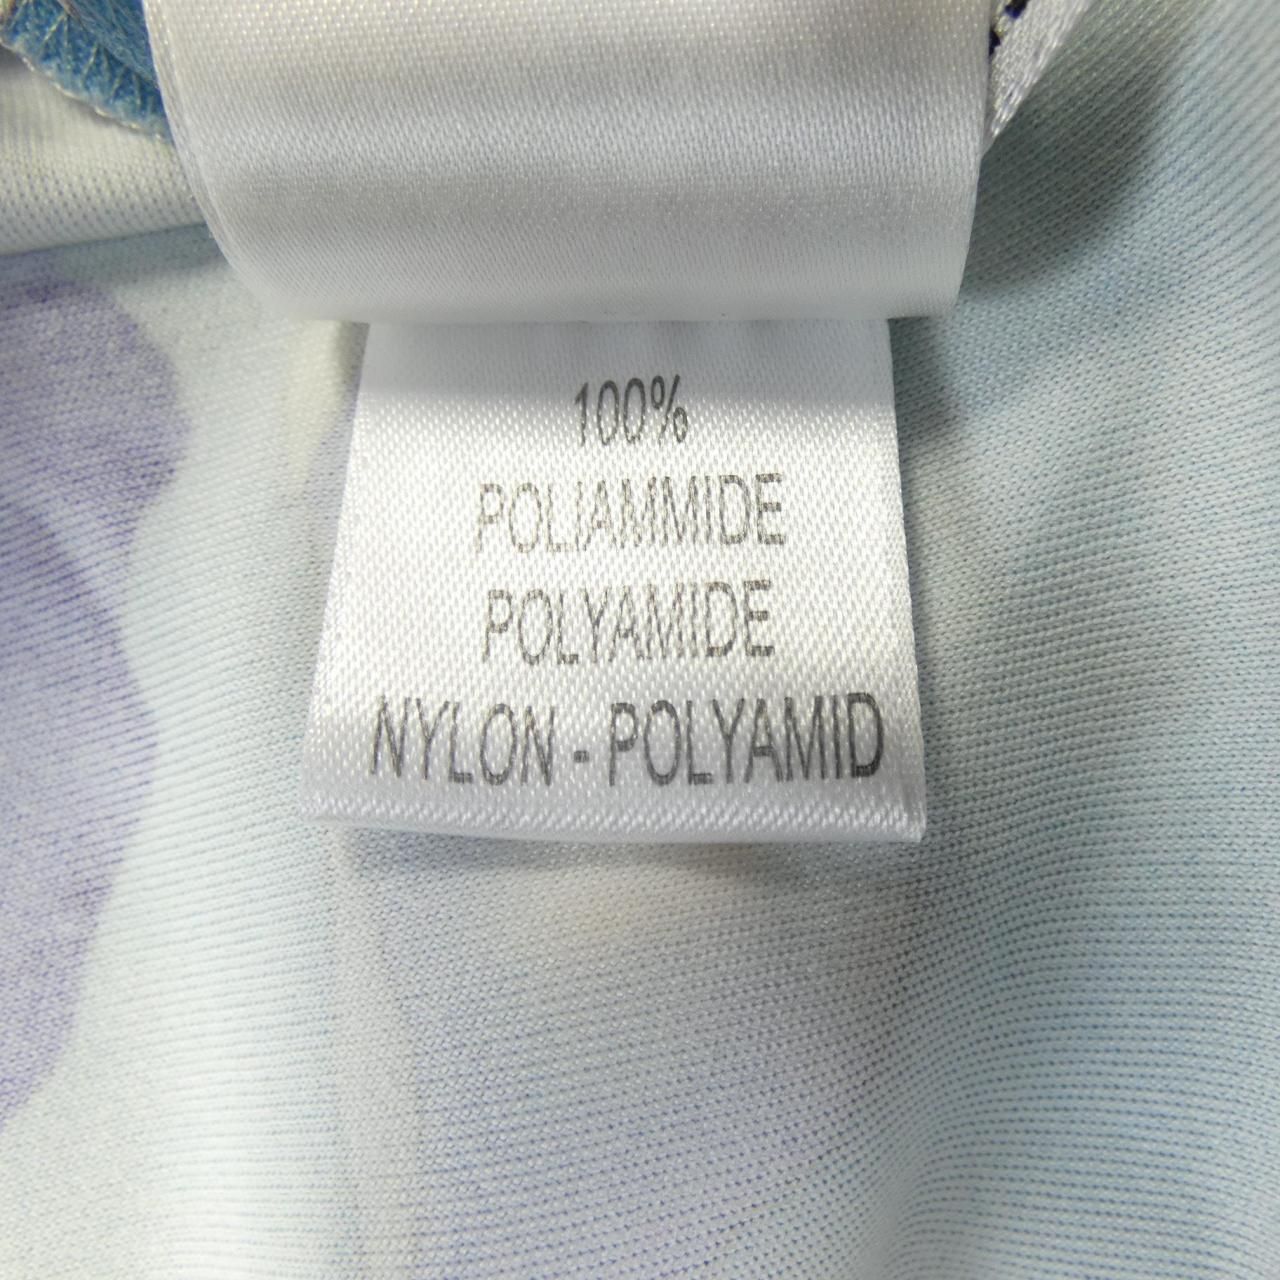 100%
POLIAMMIDE
POLYAMIDE
NYLON - POLYAMID